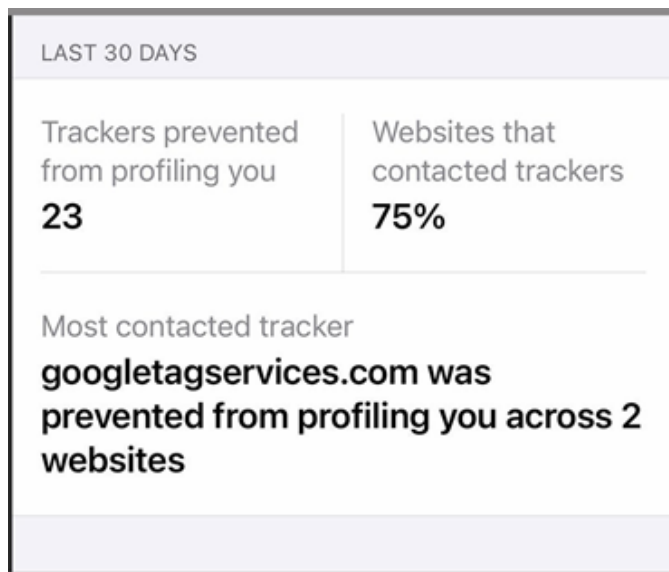 LAST 30 DAYS
Trackers prevented
from profiling you
23
Websites that
contacted trackers
75%
Most contacted tracker
googletagservices.com was
prevented from profiling you across 2
websites